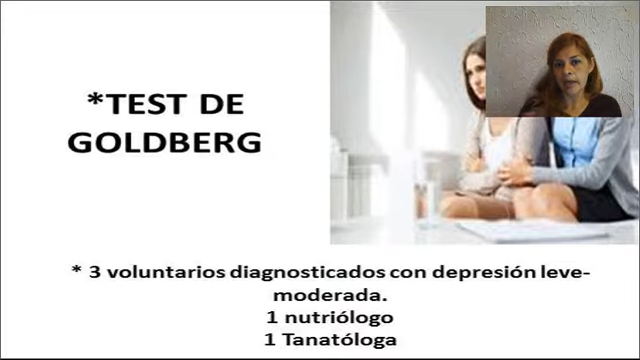 *TEST DE
GOLDBERG
* 3 voluntarios diagnosticados con depresión leve-
moderada.
1 nutriólogo
1 Tanatóloga